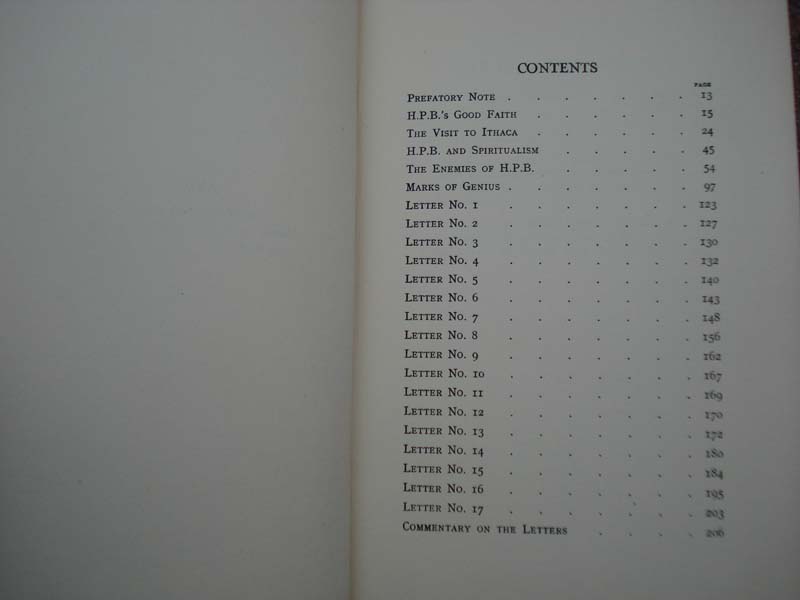 CONTENTS
PAGE
PREFATORY NOTE . . . . . . . 13
H.P.B.'S GOOD FAITH . . . . . . 15
THE VISIT TO ITHACA . . . . . . 24
H.P.B. AND SPIRITUALISM . . . . . 45
THE ENEMIES OF H.P.B. . . . . . 54
MARKS OF GENIUS . . . . . . . 97
LETTER NO. 1 . . . . . . . 123
LETTER NO. 2 . . . . . . . 127
LETTER NO. 3 . . . . . . . 130
LETTER NO. 4 . . . . . . . 132
LETTER NO. 5 . . . . . . . 140
LETTER NO. 6 . . . . . . . 143
LETTER NO. 7 . . . . . . . 148
LETTER NO. 8 . . . . . . . 156
LETTER NO. 9 . . . . . . . 162
LETTER NO. 10 . . . . . . . 167
LETTER NO. 11 . . . . . . . 169
LETTER NO. 12 . . . . . . . 170
LETTER NO. 13 . . . . . . . 172
LETTER NO. 14 . . . . . . . 180
LETTER NO. 15 . . . . . . . 184
LETTER NO. 16 . . . . . . . 195
LETTER NO. 17 . . . . . . . 203
COMMENTARY ON THE LETTERS . . . . 206